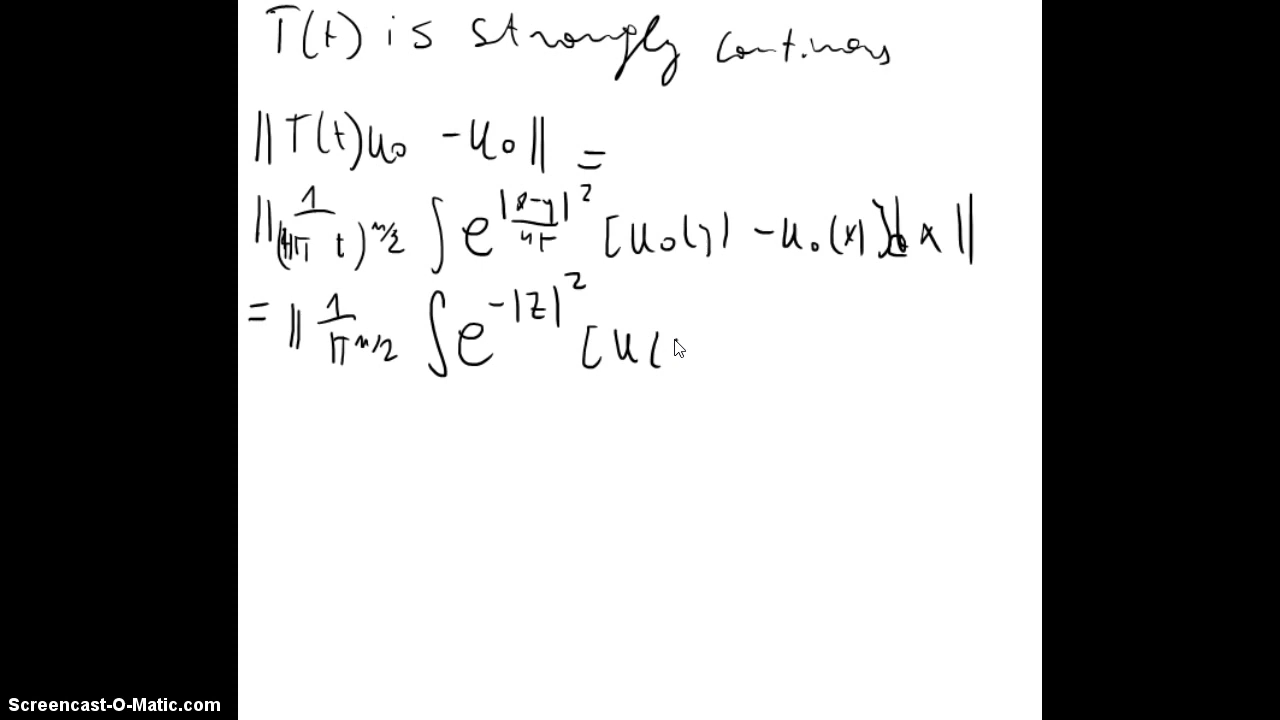 T(t) is strongly continuous
‖T(t)u₀ - u₀‖ =
‖ 1/(4π t)^{n/2} ∫ e^{|x-y|²/4t} [u₀(y) - u₀(x)] dx ‖
= ‖ 1/π^{n/2} ∫ e^{-|z|²} [u(
Screencast-O-Matic.com